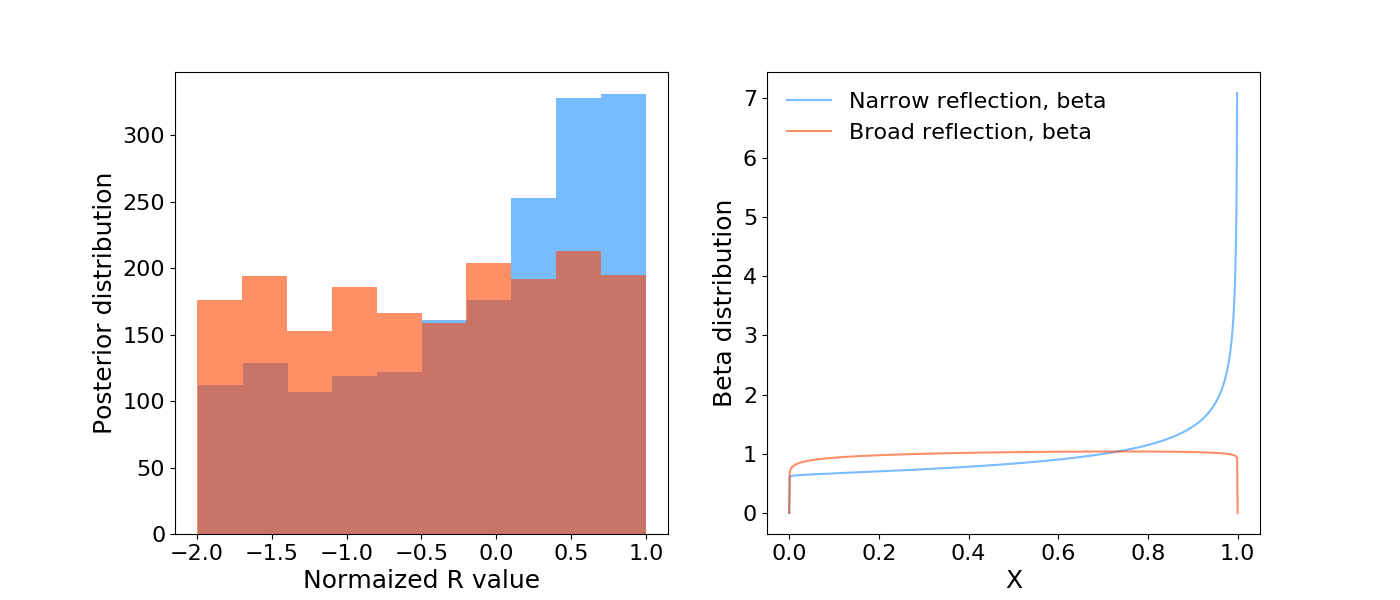 Posterior distribution
300
250
200
150
100
50
0
−2.0 −1.5 −1.0 −0.5 0.0 0.5 1.0
Normaized R value
Beta distribution
7
6
5
4
3
2
1
0
Narrow reflection, beta
Broad reflection, beta
0.0 0.2 0.4 0.6 0.8 1.0
X